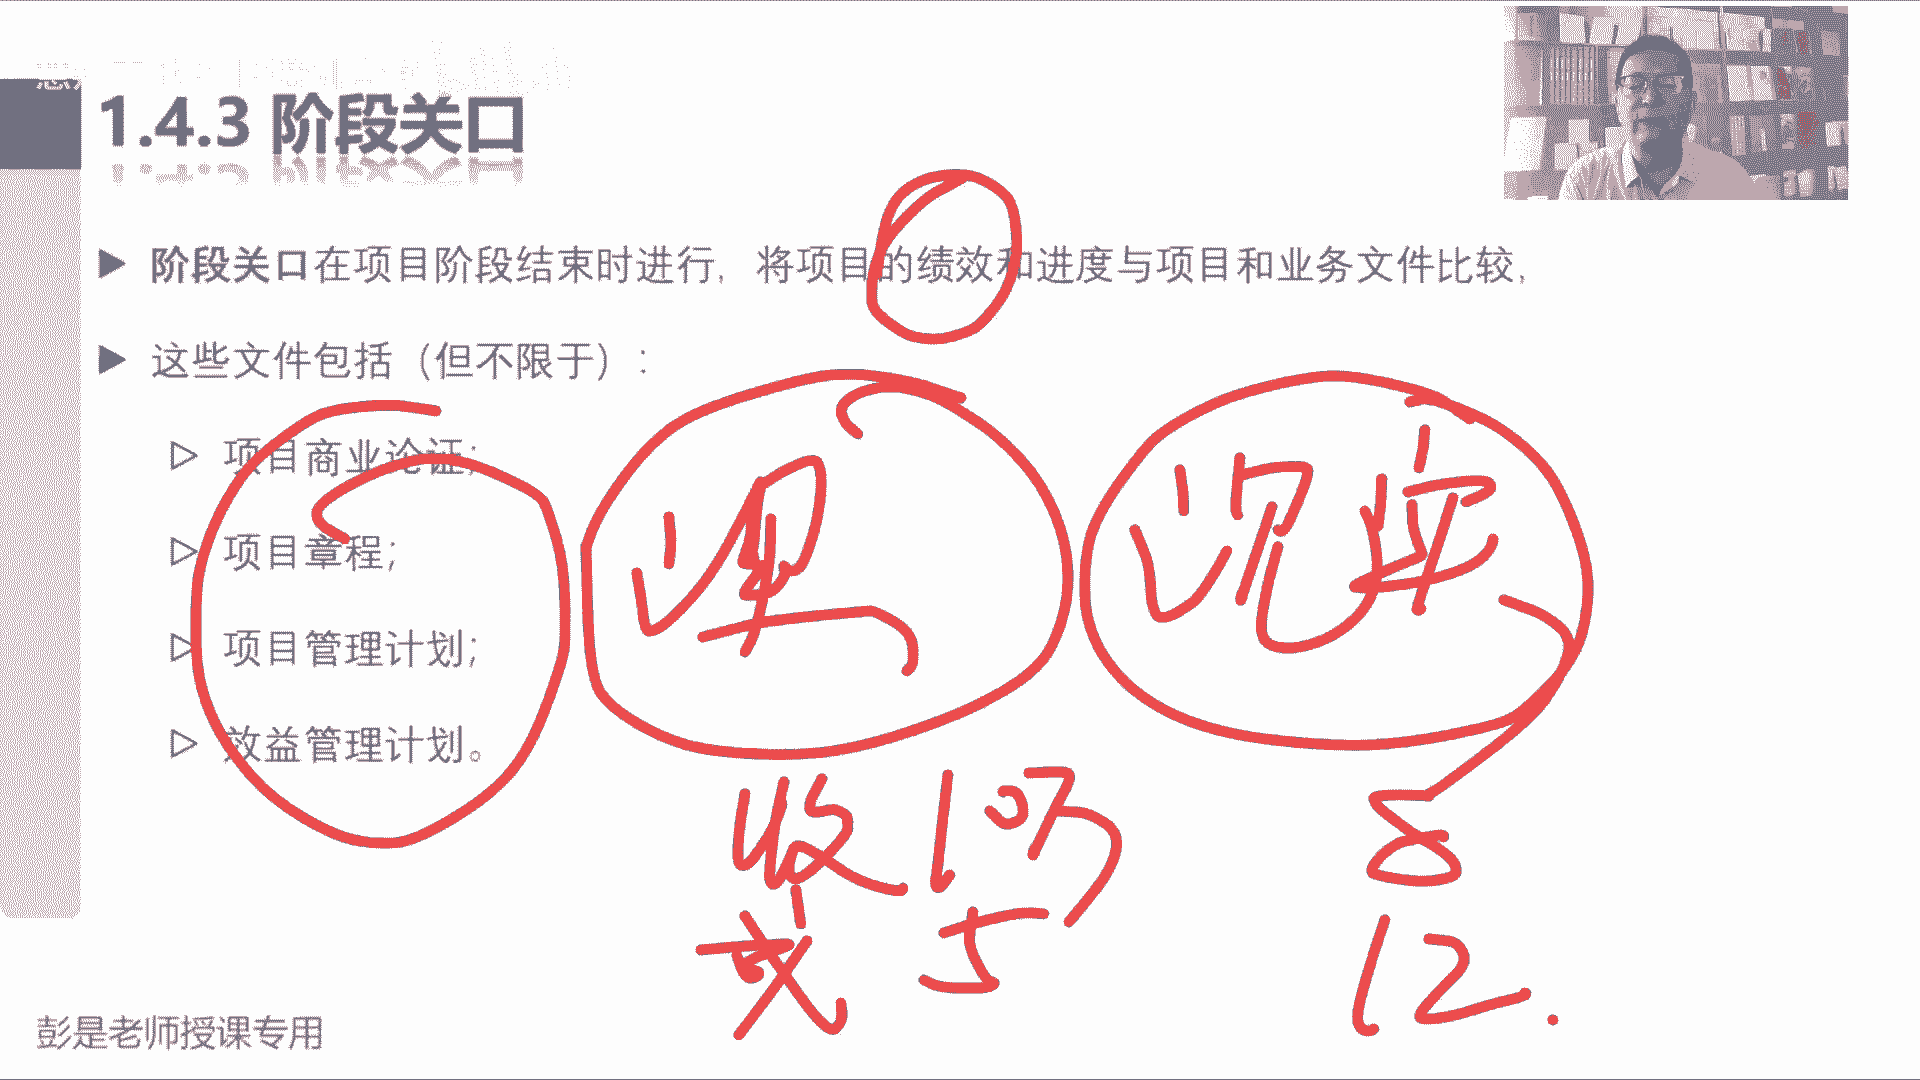 1.4.3 阶段关口
阶段关口在项目阶段结束时进行，将项目的绩效和进度与项目和业务文件比较，
这些文件包括（但不限于）：
项目商业论证；
项目章程；
项目管理计划；
效益管理计划。
收 10万 8
5 12.
彭是老师授课专用